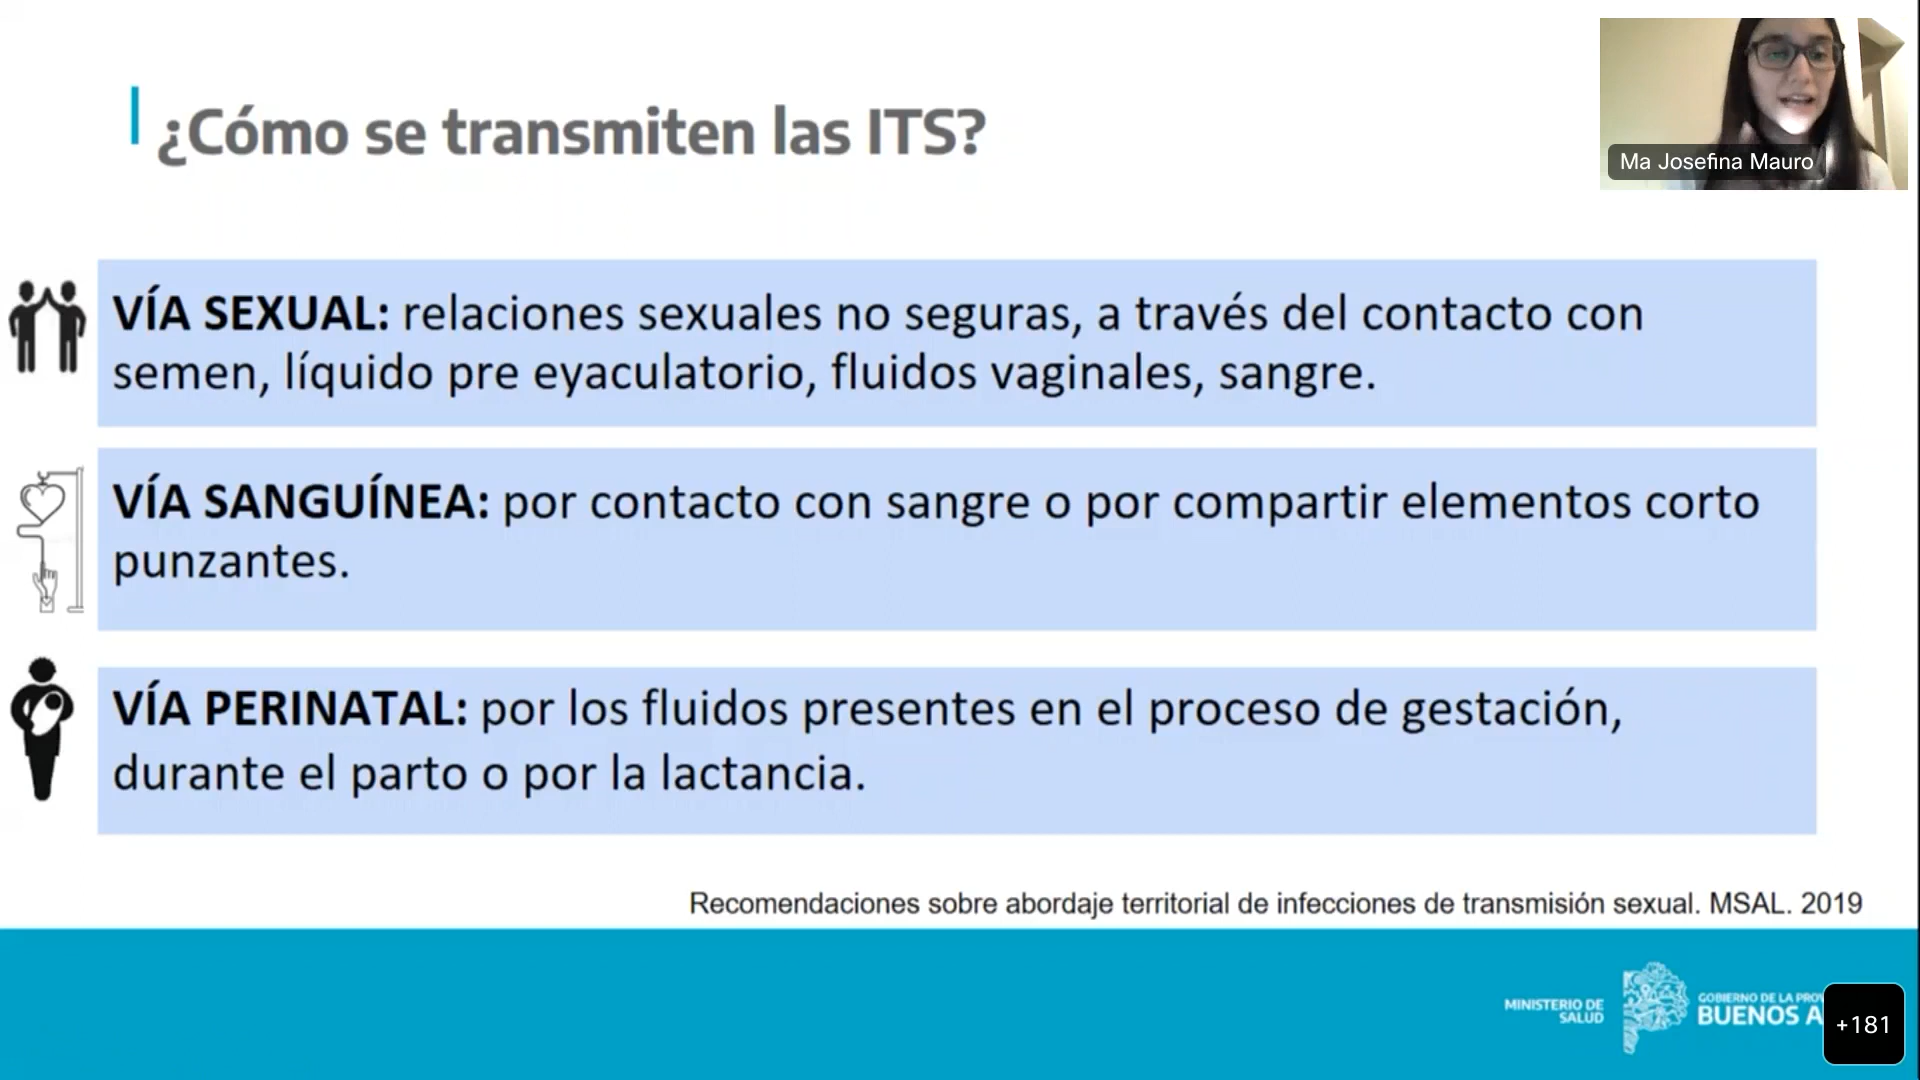 ¿Cómo se transmiten las ITS?
Ma Josefina Mauro
VÍA SEXUAL: relaciones sexuales no seguras, a través del contacto con
semen, líquido pre eyaculatorio, fluidos vaginales, sangre.
VÍA SANGUÍNEA: por contacto con sangre o por compartir elementos corto
punzantes.
VÍA PERINATAL: por los fluidos presentes en el proceso de gestación,
durante el parto o por la lactancia.
Recomendaciones sobre abordaje territorial de infecciones de transmisión sexual. MSAL. 2019
MINISTERIO DE
SALUD
GOBIERNO DE LA
BUENOS
+181